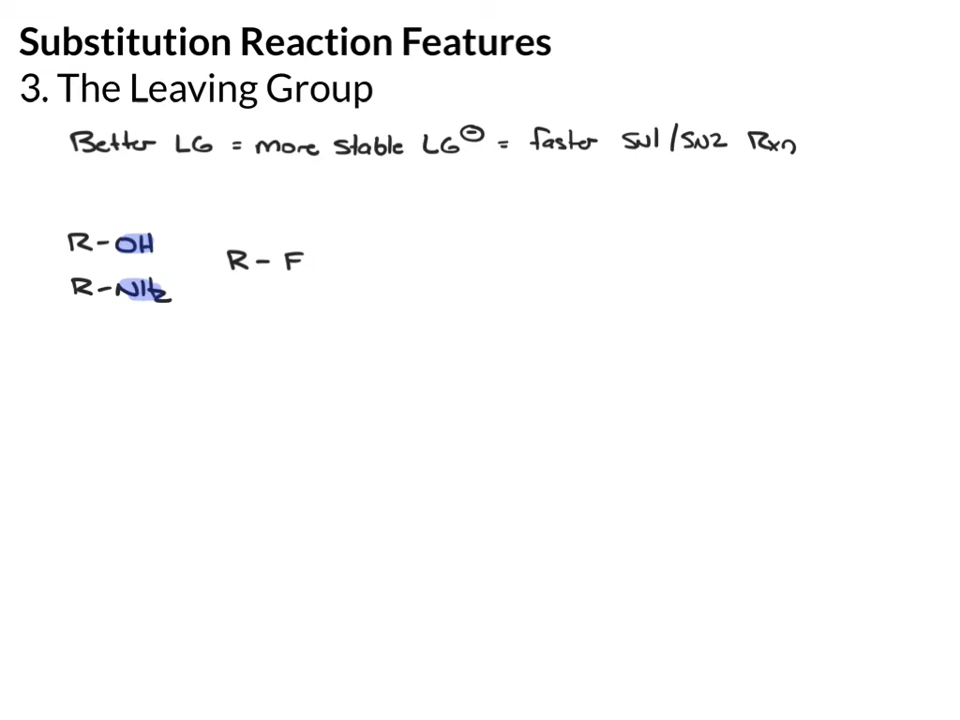 Substitution Reaction Features
3. The Leaving Group
Better LG = more stable LG⊖ = faster SN1/SN2 Rxn
R-OH
R-F
R-NH2